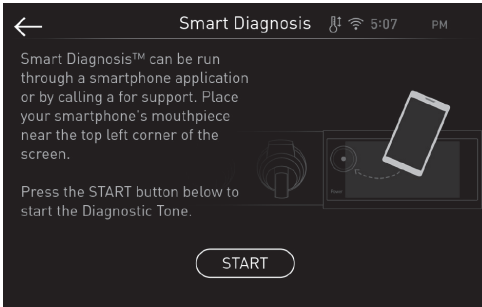 Smart Diagnosis 5:07 PM
Smart Diagnosis™ can be run
through a smartphone application
or by calling a for support. Place
your smartphone's mouthpiece
near the top left corner of the
screen.
Press the START button below to
start the Diagnostic Tone.
START